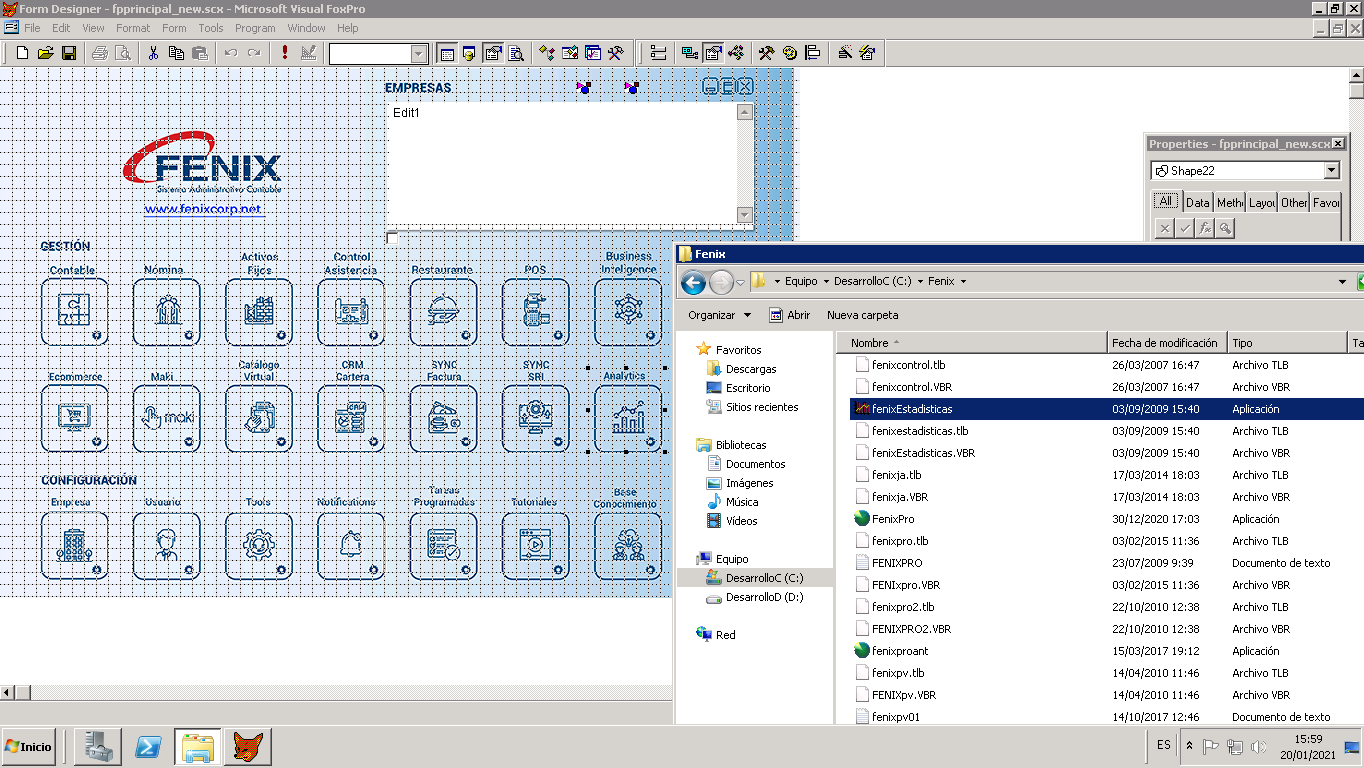 Form Designer - fpprincipal_new.scx - Microsoft Visual FoxPro
File Edit View Format Form Tools Program Window Help
EMPRESAS
Edit1
FENIX
Sistema Administrativo Contable
www.fenixcorp.net
Properties - fpprincipal_new.scx
Shape22
All Data Meth Layou Other Favor
GESTIÓN
Contable Nómina Activos Fijos Control Asistencia Restaurante POS Business Inteligence
Ecommerce Maki Catálogo Virtual CRM Cartera SYNC Factura SYNC SRI Analytics
maki
CRM
CONFIGURACIÓN
Empresa Usuario Tools Notifications Tareas Programadas Tutoriales Base Conocimiento
Fenix
Equipo DesarrolloC (C:) Fenix
Organizar Abrir Nueva carpeta
Favoritos
Descargas
Escritorio
Sitios recientes
Bibliotecas
Documentos
Imágenes
Música
Vídeos
Equipo
DesarrolloC (C:)
DesarrolloD (D:)
Red
Nombre Fecha de modificación Tipo Ta
fenixcontrol.tlb 26/03/2007 16:47 Archivo TLB
fenixcontrol.VBR 26/03/2007 16:47 Archivo VBR
fenixEstadisticas 03/09/2009 15:40 Aplicación
fenixestadisticas.tlb 03/09/2009 15:40 Archivo TLB
fenixEstadisticas.VBR 03/09/2009 15:40 Archivo VBR
fenixja.tlb 17/03/2014 18:03 Archivo TLB
fenixja.VBR 17/03/2014 18:03 Archivo VBR
FenixPro 30/12/2020 17:03 Aplicación
fenixpro.tlb 03/02/2015 11:36 Archivo TLB
FENIXPRO 23/07/2009 9:39 Documento de texto
FENIXpro.VBR 03/02/2015 11:36 Archivo VBR
fenixpro2.tlb 22/10/2010 12:38 Archivo TLB
FENIXPRO2.VBR 22/10/2010 12:38 Archivo VBR
fenixproant 15/03/2017 19:12 Aplicación
fenixpv.tlb 14/04/2010 11:46 Archivo TLB
FENIXpv.VBR 14/04/2010 11:46 Archivo VBR
fenixpv01 14/10/2017 12:46 Documento de texto
Inicio
ES
15:59
20/01/2021